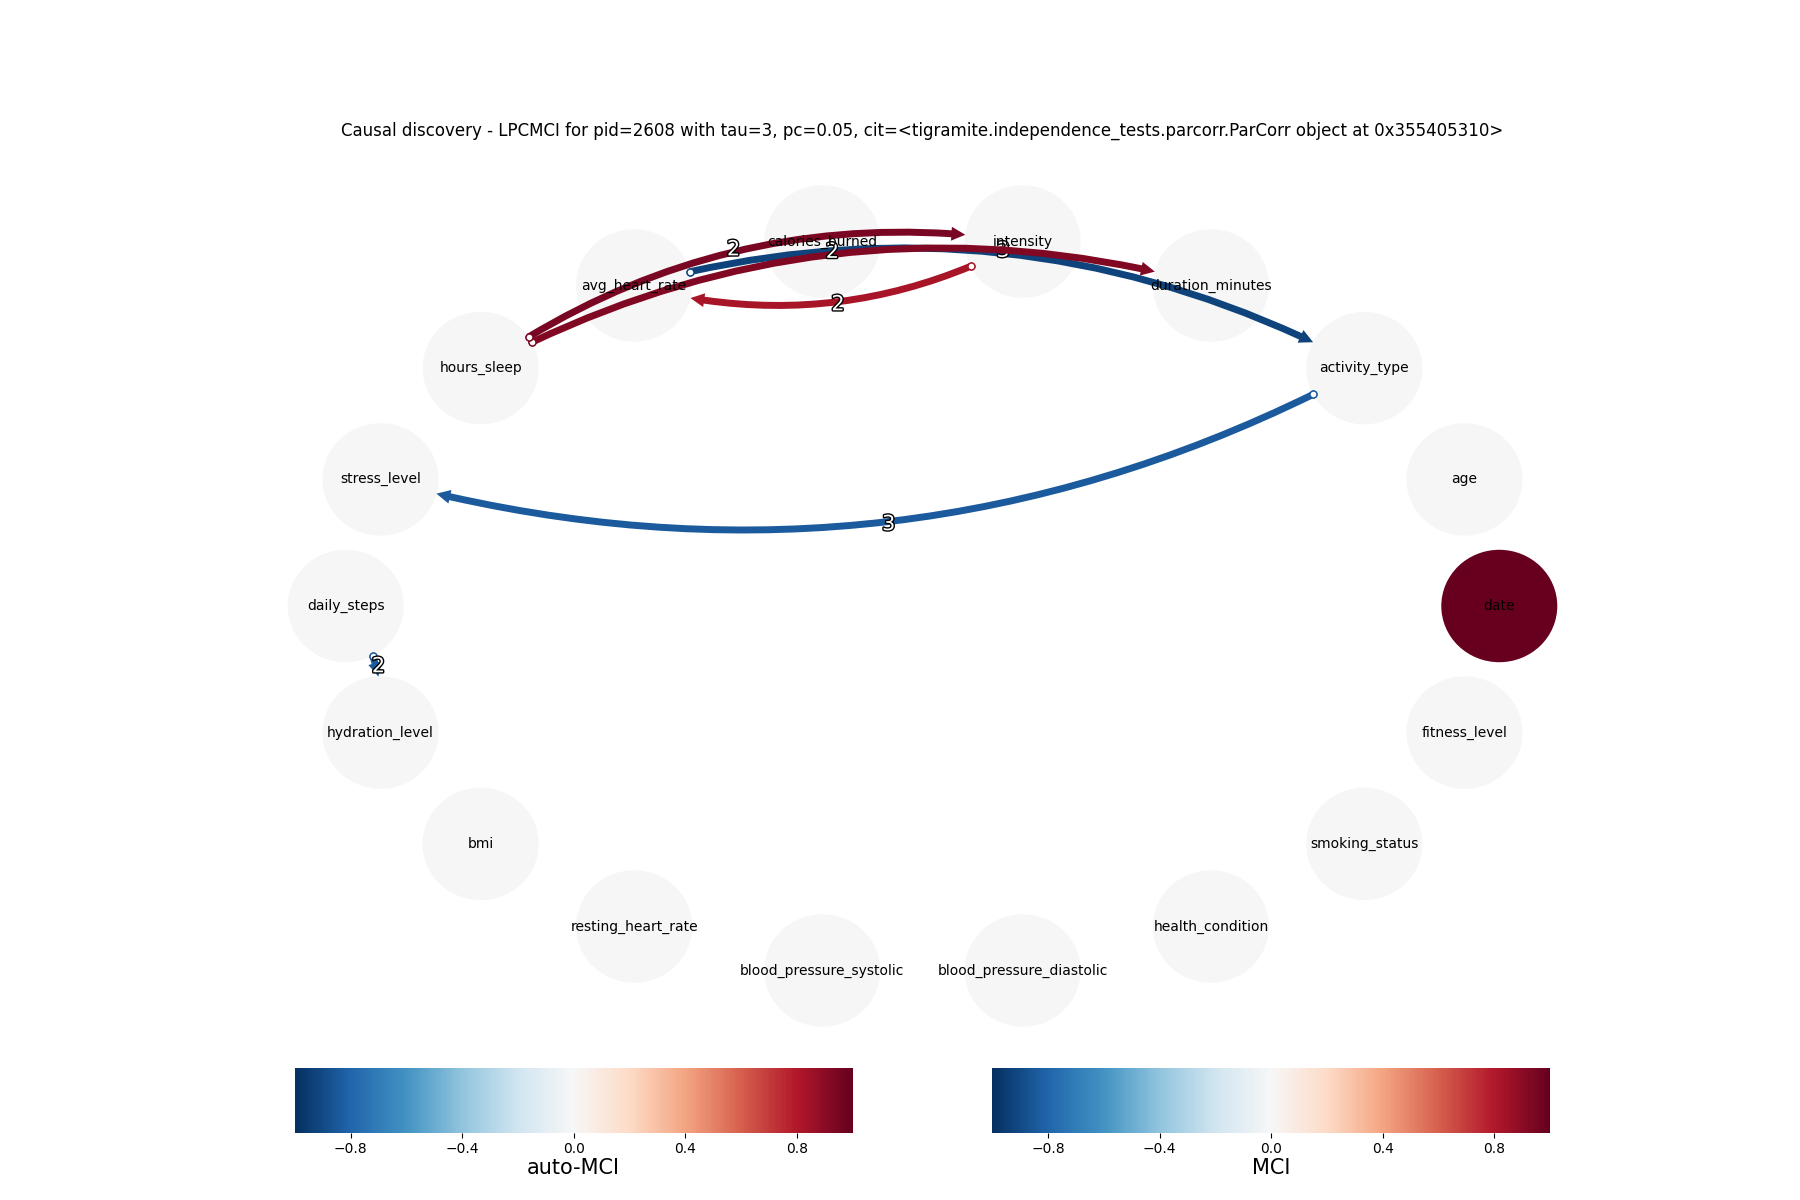 Causal discovery - LPCMCI for pid=2608 with tau=3, pc=0.05, cit=<tigramite.independence_tests.parcorr.ParCorr object at 0x355405310>
calories_burned
intensity
2
2
avg_heart_rate
duration_minutes
2
hours_sleep
activity_type
stress_level
age
3
daily_steps
date
2
hydration_level
fitness_level
bmi
smoking_status
resting_heart_rate
health_condition
blood_pressure_systolic
blood_pressure_diastolic
−0.8 −0.4 0.0 0.4 0.8
auto-MCI
−0.8 −0.4 0.0 0.4 0.8
MCI